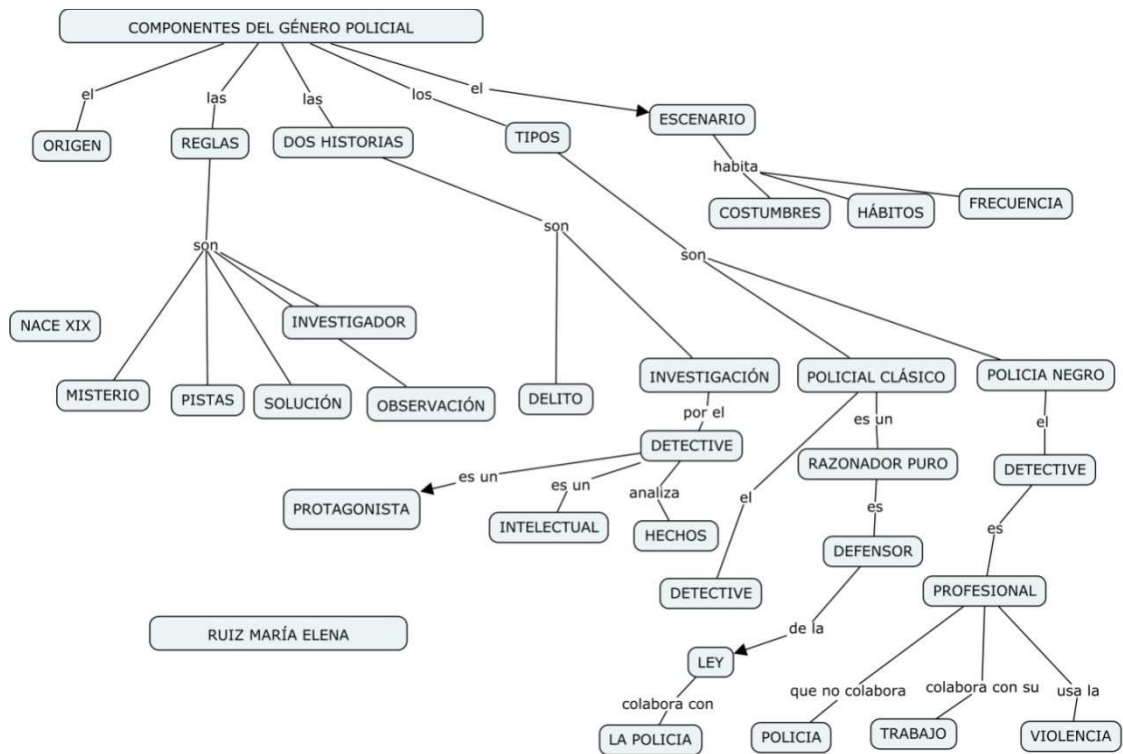 COMPONENTES DEL GÉNERO POLICIAL
el
las
las
los
el
ORIGEN
REGLAS
DOS HISTORIAS
TIPOS
ESCENARIO
habita
COSTUMBRES
HÁBITOS
FRECUENCIA
son
son
son
NACE XIX
INVESTIGADOR
MISTERIO
PISTAS
SOLUCIÓN
OBSERVACIÓN
DELITO
INVESTIGACIÓN
POLICIAL CLÁSICO
POLICIA NEGRO
por el
es un
el
DETECTIVE
RAZONADOR PURO
DETECTIVE
es un
es un
analiza
el
es
es
PROTAGONISTA
INTELECTUAL
HECHOS
DEFENSOR
DETECTIVE
PROFESIONAL
RUIZ MARÍA ELENA
de la
LEY
que no colabora
colabora con su
usa la
colabora con
LA POLICIA
POLICIA
TRABAJO
VIOLENCIA